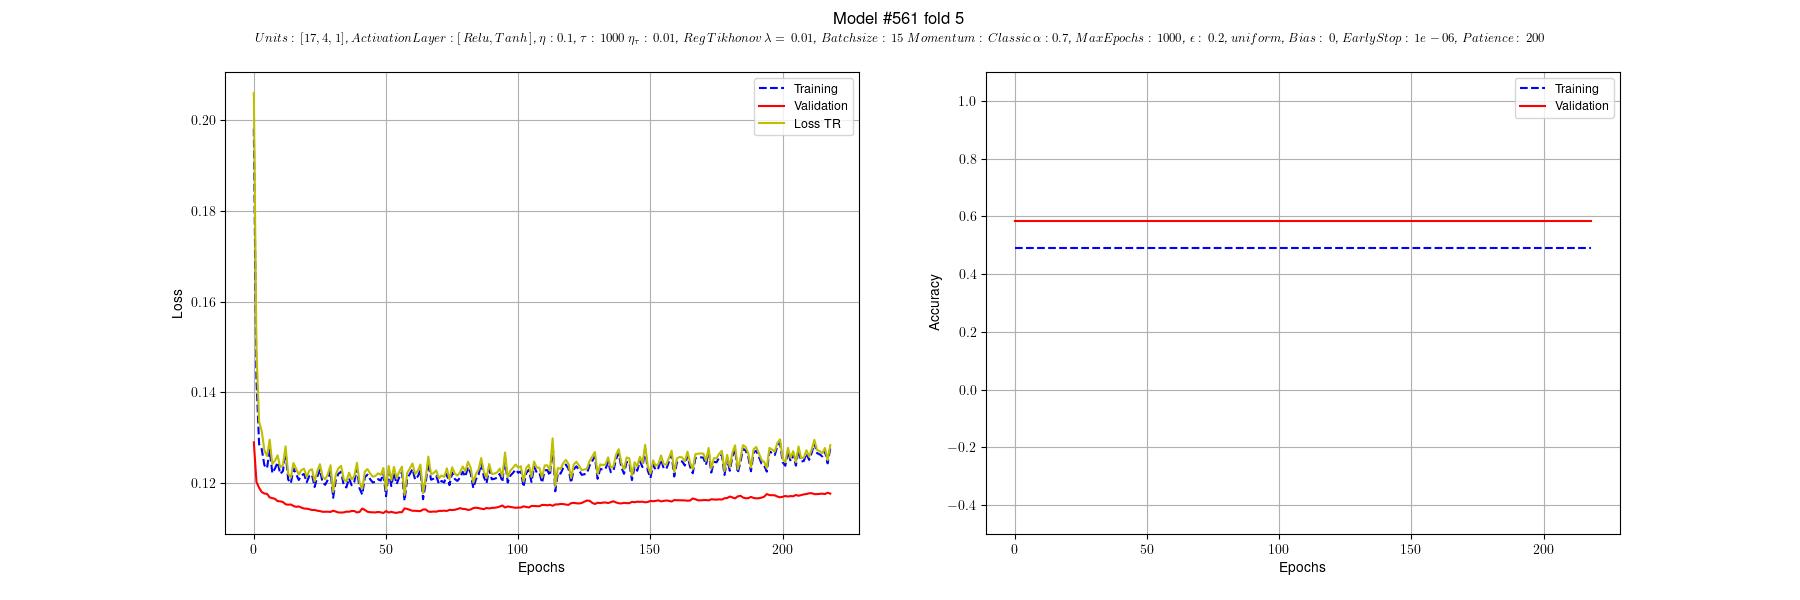 Model #561 fold 5
Units : [17, 4, 1], ActivationLayer : [Relu, Tanh], η : 0.1, τ : 1000 ητ : 0.01, RegTikhonov λ = 0.01, Batchsize : 15 Momentum : Classic α : 0.7, MaxEpochs : 1000, ϵ : 0.2, uniform, Bias : 0, EarlyStop : 1e − 06, Patience : 200
Training
Validation
Loss TR
0.20
0.18
0.16
0.14
0.12
Loss
0 50 100 150 200
Epochs
Training
Validation
1.0
0.8
0.6
0.4
0.2
0.0
−0.2
−0.4
Accuracy
0 50 100 150 200
Epochs